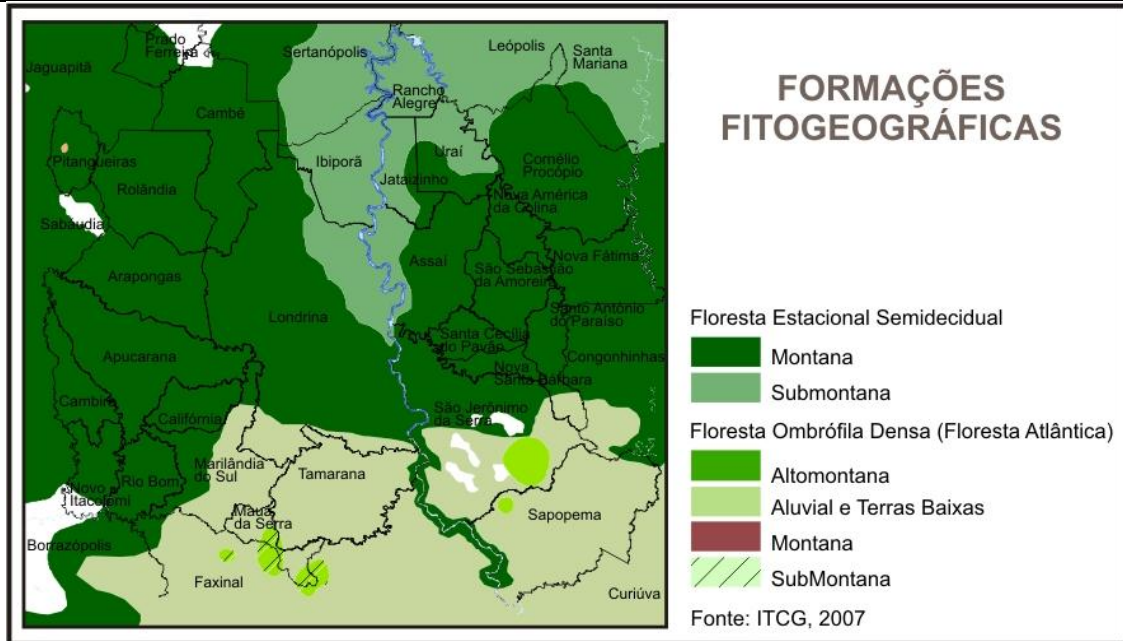 FORMAÇÕES
FITOGEOGRÁFICAS
Prado
Ferreira
Jaguapitã
Sertanópolis
Leópolis
Santa
Mariana
Cambé
Rancho
Alegre
Pitangueiras
Rolândia
Ibiporã
Uraí
Jataizinho
Cornélio
Procópio
Nova América
da Colina
Sabáudia
Arapongas
Assaí
São Sebastião
da Amoreira
Nova Fátima
Londrina
Santo Antônio
do Paraíso
Santa Cecília
do Pavão
Apucarana
Congonhinhas
Nova
Santa Bárbara
Cambira
Califórnia
São Jerônimo
da Serra
Marilândia
do Sul
Tamarana
Rio Bom
Novo
Itacolomi
Mauá
da Serra
Sapopema
Borrazópolis
Faxinal
Curiúva
Floresta Estacional Semidecidual
Montana
Submontana
Floresta Ombrófila Densa (Floresta Atlântica)
Altomontana
Aluvial e Terras Baixas
Montana
SubMontana
Fonte: ITCG, 2007